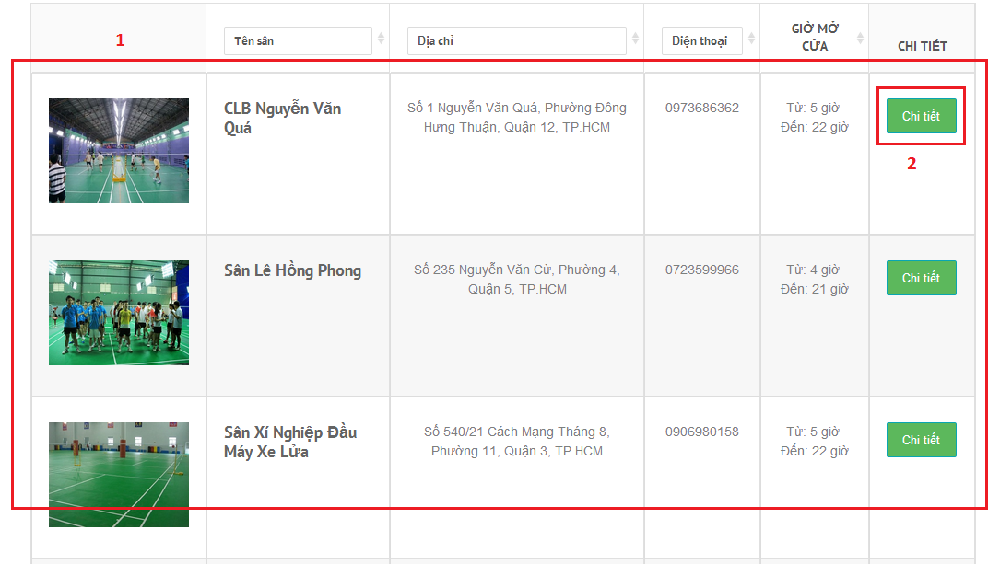 1
Tên sân
Địa chỉ
Điện thoại
GIỜ MỞ
CỬA
CHI TIẾT
CLB Nguyễn Văn
Quá
Số 1 Nguyễn Văn Quá, Phường Đông
Hưng Thuận, Quận 12, TP.HCM
0973686362
Từ: 5 giờ
Đến: 22 giờ
Chi tiết
2
Sân Lê Hồng Phong
Số 235 Nguyễn Văn Cừ, Phường 4,
Quận 5, TP.HCM
0723599966
Từ: 4 giờ
Đến: 21 giờ
Chi tiết
Sân Xí Nghiệp Đầu
Máy Xe Lửa
Số 540/21 Cách Mạng Tháng 8,
Phường 11, Quận 3, TP.HCM
0906980158
Từ: 5 giờ
Đến: 22 giờ
Chi tiết